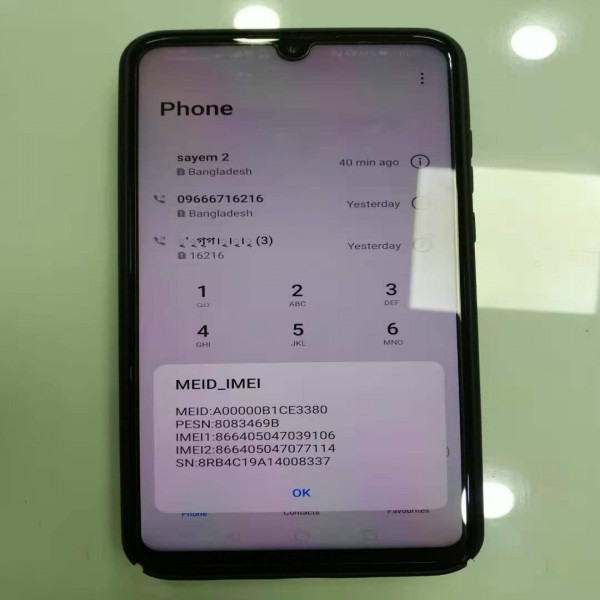 Phone
sayem 2
40 min ago
Bangladesh
09666716216
Yesterday
Bangladesh
(3)
Yesterday
16216
1
2
3
ABC
DEF
4
5
6
GHI
JKL
MNO
MEID_IMEI
MEID:A00000B1CE3380
PESN:8083469B
IMEI1:866405047039106
IMEI2:866405047077114
SN:8RB4C19A14008337
OK
Phone
Contacts
Favourites